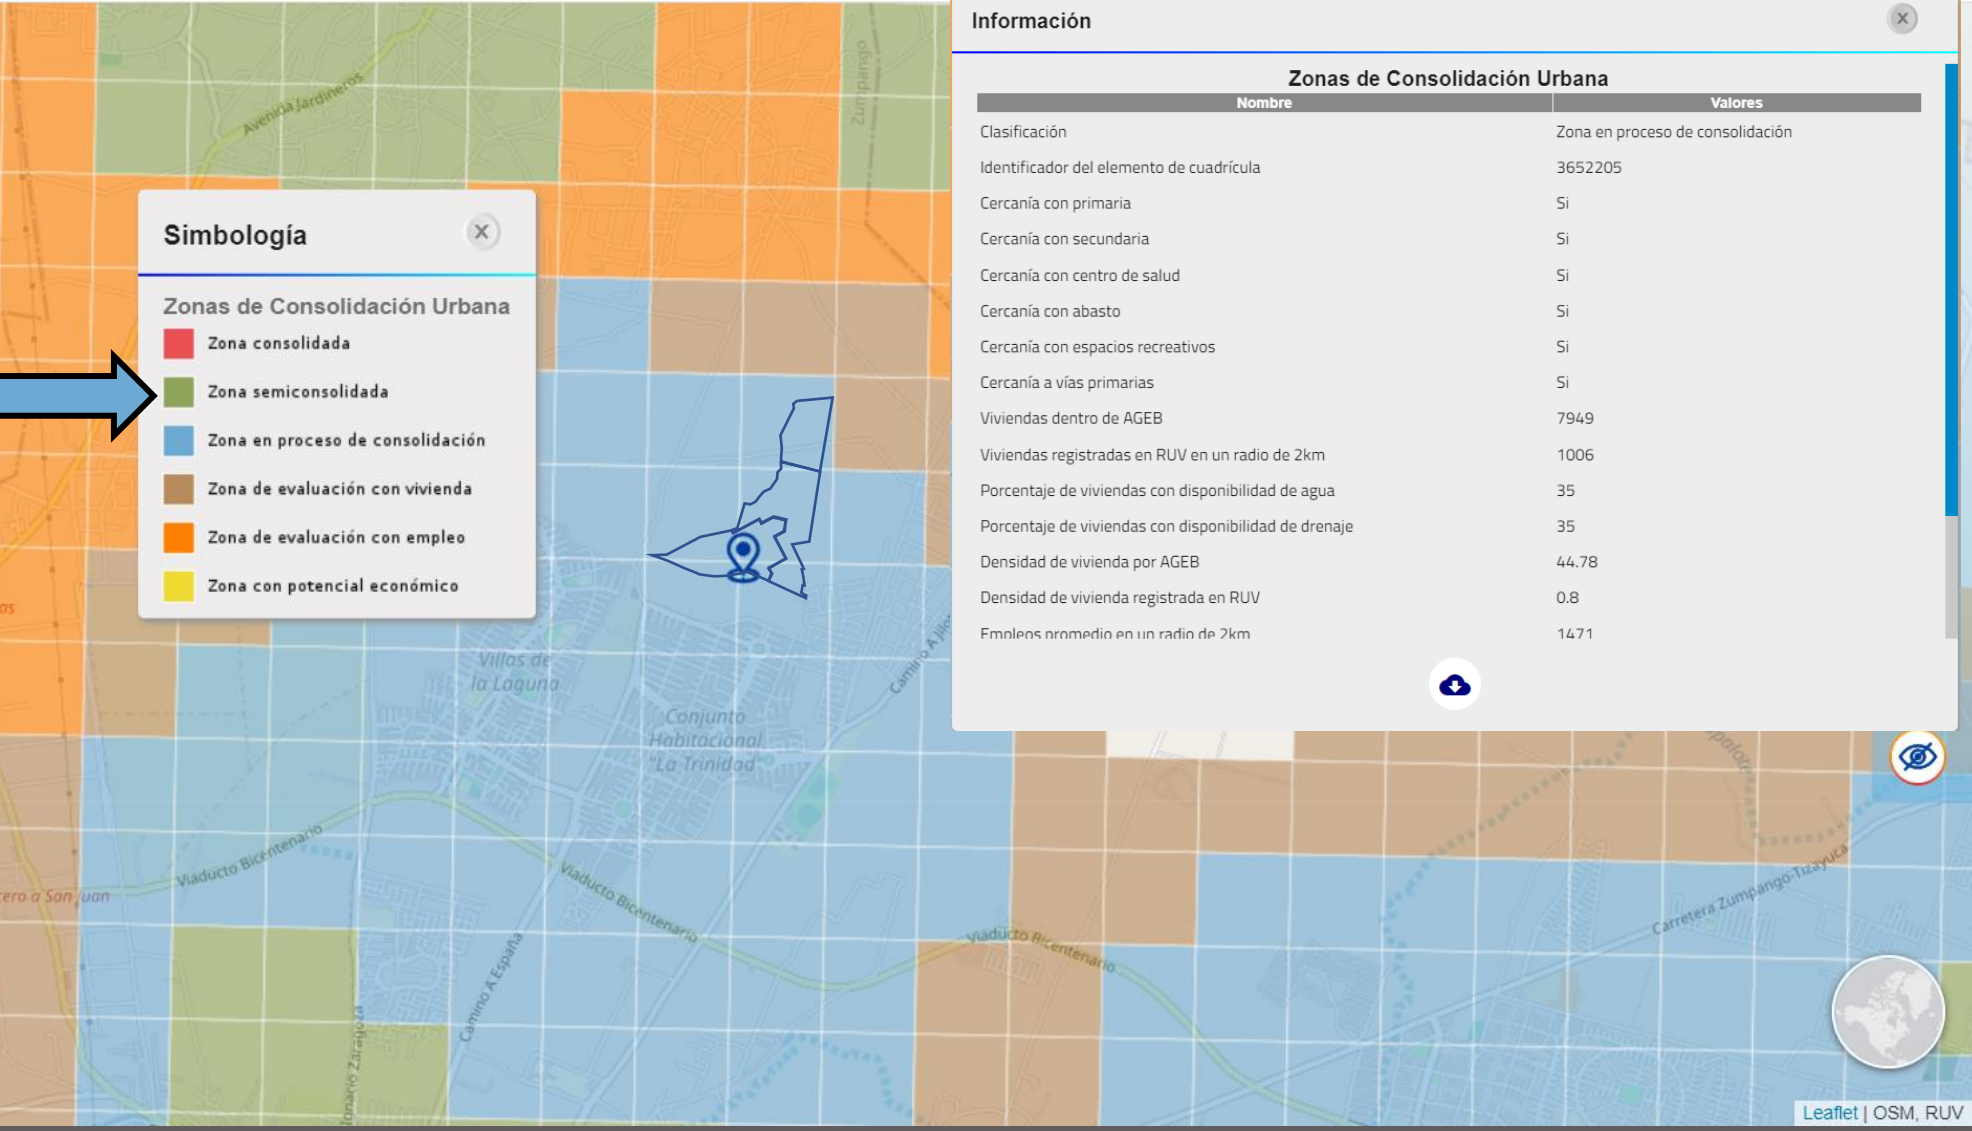 Información
X
Zonas de Consolidación Urbana
Nombre Valores
Clasificación Zona en proceso de consolidación
Identificador del elemento de cuadrícula 3652205
Cercanía con primaria Si
Cercanía con secundaria Si
Cercanía con centro de salud Si
Cercanía con abasto Si
Cercanía con espacios recreativos Si
Cercanía a vías primarias Si
Viviendas dentro de AGEB 7949
Viviendas registradas en RUV en un radio de 2km 1006
Porcentaje de viviendas con disponibilidad de agua 35
Porcentaje de viviendas con disponibilidad de drenaje 35
Densidad de vivienda por AGEB 44.78
Densidad de vivienda registrada en RUV 0.8
Empleos promedio en un radio de 2km 1471
Avenida Jardineros
Zumpango
Simbología
X
Zonas de Consolidación Urbana
Zona consolidada
Zona semiconsolidada
Zona en proceso de consolidación
Zona de evaluación con vivienda
Zona de evaluación con empleo
Zona con potencial económico
Villas de
la Laguna
Conjunto
Habitacional
"La Trinidad"
Viaducto Bicentenario
Viaducto Bicentenario
Viaducto Bicentenario
Camino A España
Carretera Zumpango-Tizayuca
Leaflet | OSM, RUV